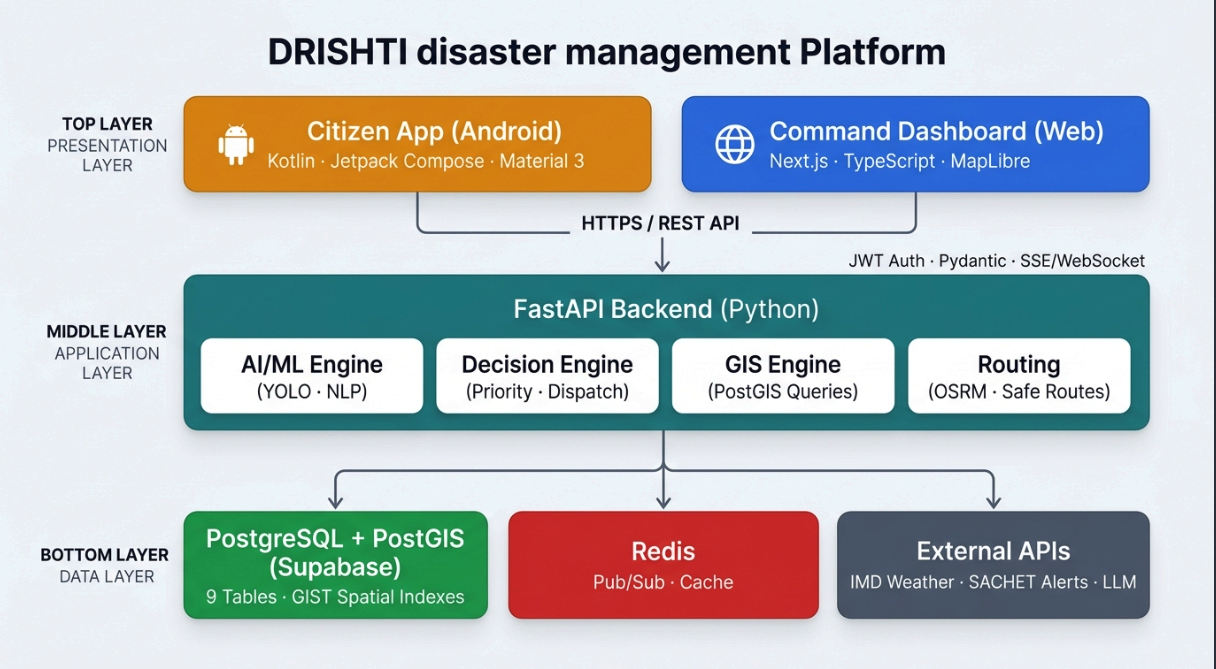 DRISHTI disaster management Platform
TOP LAYER
PRESENTATION
LAYER
Citizen App (Android)
Kotlin · Jetpack Compose · Material 3
Command Dashboard (Web)
Next.js · TypeScript · MapLibre
HTTPS / REST API
JWT Auth · Pydantic · SSE/WebSocket
MIDDLE LAYER
APPLICATION
LAYER
FastAPI Backend (Python)
AI/ML Engine
(YOLO · NLP)
Decision Engine
(Priority · Dispatch)
GIS Engine
(PostGIS Queries)
Routing
(OSRM · Safe Routes)
BOTTOM LAYER
DATA LAYER
PostgreSQL + PostGIS
(Supabase)
9 Tables · GIST Spatial Indexes
Redis
Pub/Sub · Cache
External APIs
IMD Weather · SACHET Alerts · LLM